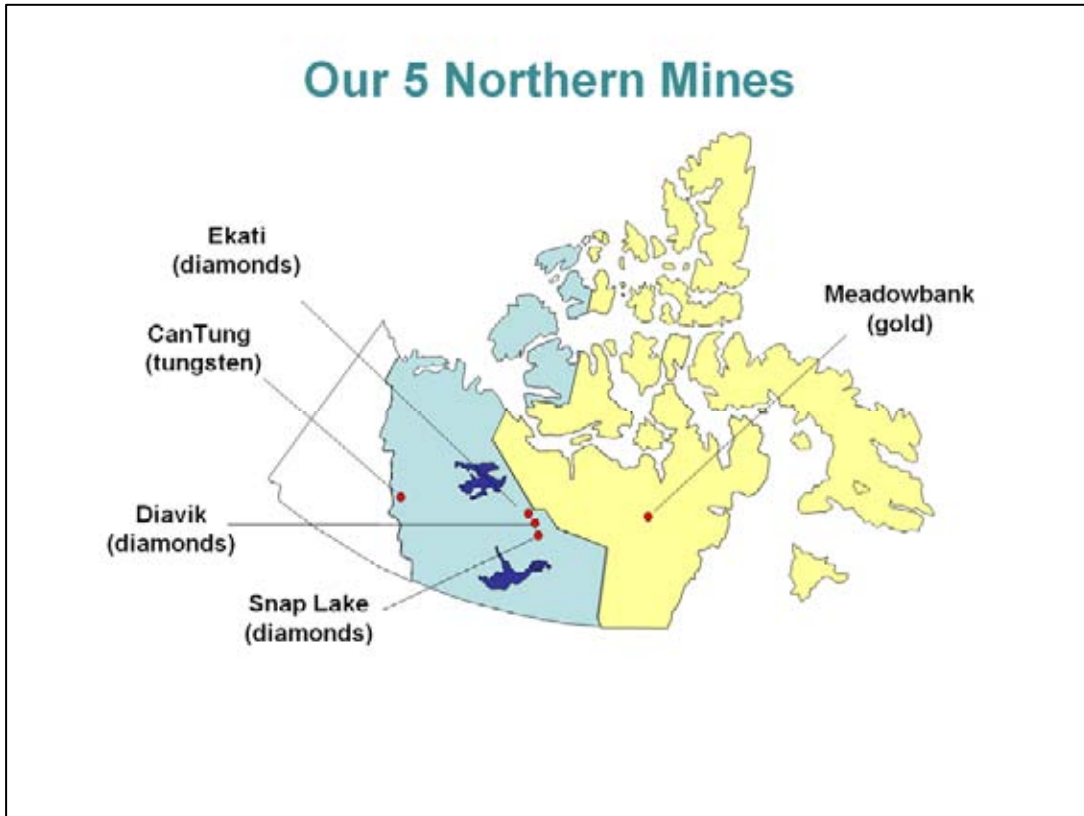 Our 5 Northern Mines
Ekati
(diamonds)
CanTung
(tungsten)
Meadowbank
(gold)
Diavik
(diamonds)
Snap Lake
(diamonds)